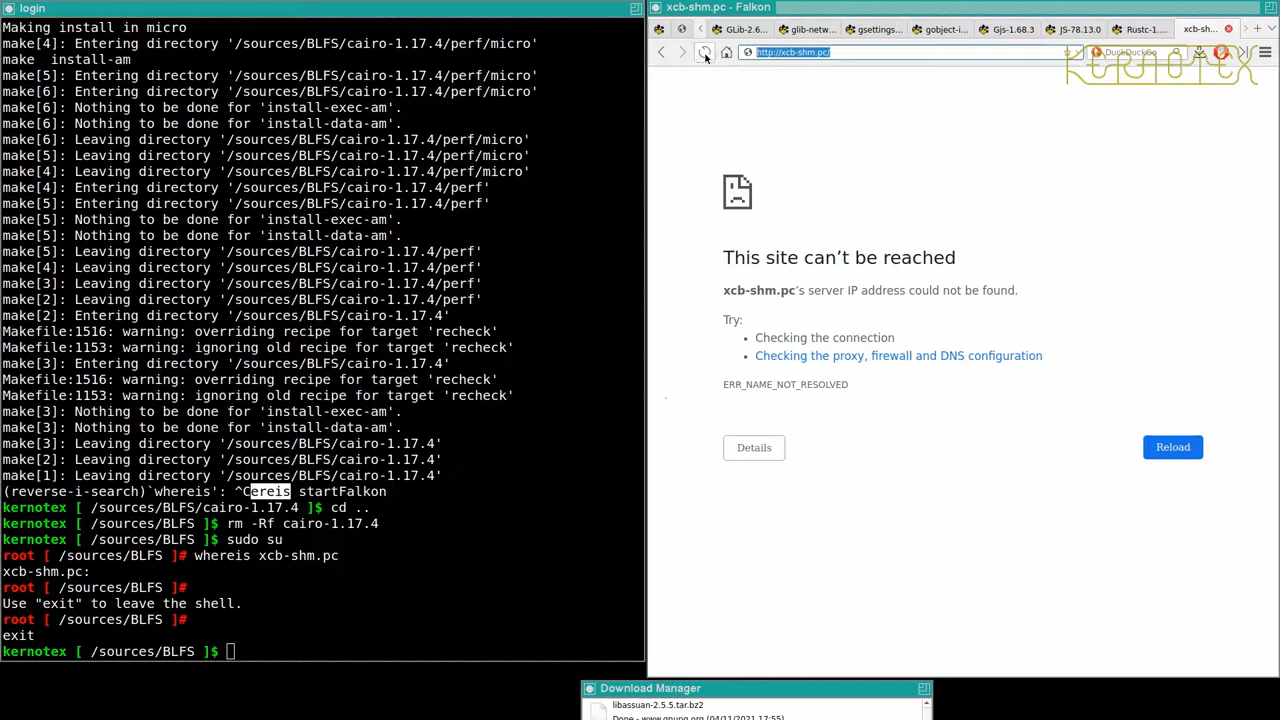 login
Making install in micro
make[4]: Entering directory '/sources/BLFS/cairo-1.17.4/perf/micro'
make  install-am
make[5]: Entering directory '/sources/BLFS/cairo-1.17.4/perf/micro'
make[6]: Entering directory '/sources/BLFS/cairo-1.17.4/perf/micro'
make[6]: Nothing to be done for 'install-exec-am'.
make[6]: Nothing to be done for 'install-data-am'.
make[6]: Leaving directory '/sources/BLFS/cairo-1.17.4/perf/micro'
make[5]: Leaving directory '/sources/BLFS/cairo-1.17.4/perf/micro'
make[4]: Leaving directory '/sources/BLFS/cairo-1.17.4/perf/micro'
make[4]: Entering directory '/sources/BLFS/cairo-1.17.4/perf'
make[5]: Entering directory '/sources/BLFS/cairo-1.17.4/perf'
make[5]: Nothing to be done for 'install-exec-am'.
make[5]: Nothing to be done for 'install-data-am'.
make[5]: Leaving directory '/sources/BLFS/cairo-1.17.4/perf'
make[4]: Leaving directory '/sources/BLFS/cairo-1.17.4/perf'
make[3]: Leaving directory '/sources/BLFS/cairo-1.17.4/perf'
make[2]: Leaving directory '/sources/BLFS/cairo-1.17.4/perf'
make[2]: Entering directory '/sources/BLFS/cairo-1.17.4'
Makefile:1516: warning: overriding recipe for target 'recheck'
Makefile:1153: warning: ignoring old recipe for target 'recheck'
make[3]: Entering directory '/sources/BLFS/cairo-1.17.4'
Makefile:1516: warning: overriding recipe for target 'recheck'
Makefile:1153: warning: ignoring old recipe for target 'recheck'
make[3]: Nothing to be done for 'install-exec-am'.
make[3]: Nothing to be done for 'install-data-am'.
make[3]: Leaving directory '/sources/BLFS/cairo-1.17.4'
make[2]: Leaving directory '/sources/BLFS/cairo-1.17.4'
make[1]: Leaving directory '/sources/BLFS/cairo-1.17.4'
(reverse-i-search)`whereis': ^Cereis startFalkon
kernotex [ /sources/BLFS/cairo-1.17.4 ]$ cd ..
kernotex [ /sources/BLFS ]$ rm -Rf cairo-1.17.4
kernotex [ /sources/BLFS ]$ sudo su
root [ /sources/BLFS ]# whereis xcb-shm.pc
xcb-shm.pc:
root [ /sources/BLFS ]#
Use "exit" to leave the shell.
root [ /sources/BLFS ]#
exit
kernotex [ /sources/BLFS ]$
xcb-shm.pc - Falkon
GLib-2.6... glib-netw... gsettings... gobject-i... Gjs-1.68.3 JS-78.13.0 Rustc-1.... xcb-sh...
http://xcb-shm.pc/ DuckDuckGo
KERNOTEX
This site can’t be reached
xcb-shm.pc’s server IP address could not be found.
Try:
• Checking the connection
• Checking the proxy, firewall and DNS configuration
ERR_NAME_NOT_RESOLVED
Details Reload
Download Manager
libassuan-2.5.5.tar.bz2
Done - www.gnupg.org (04/11/2021 17:55)